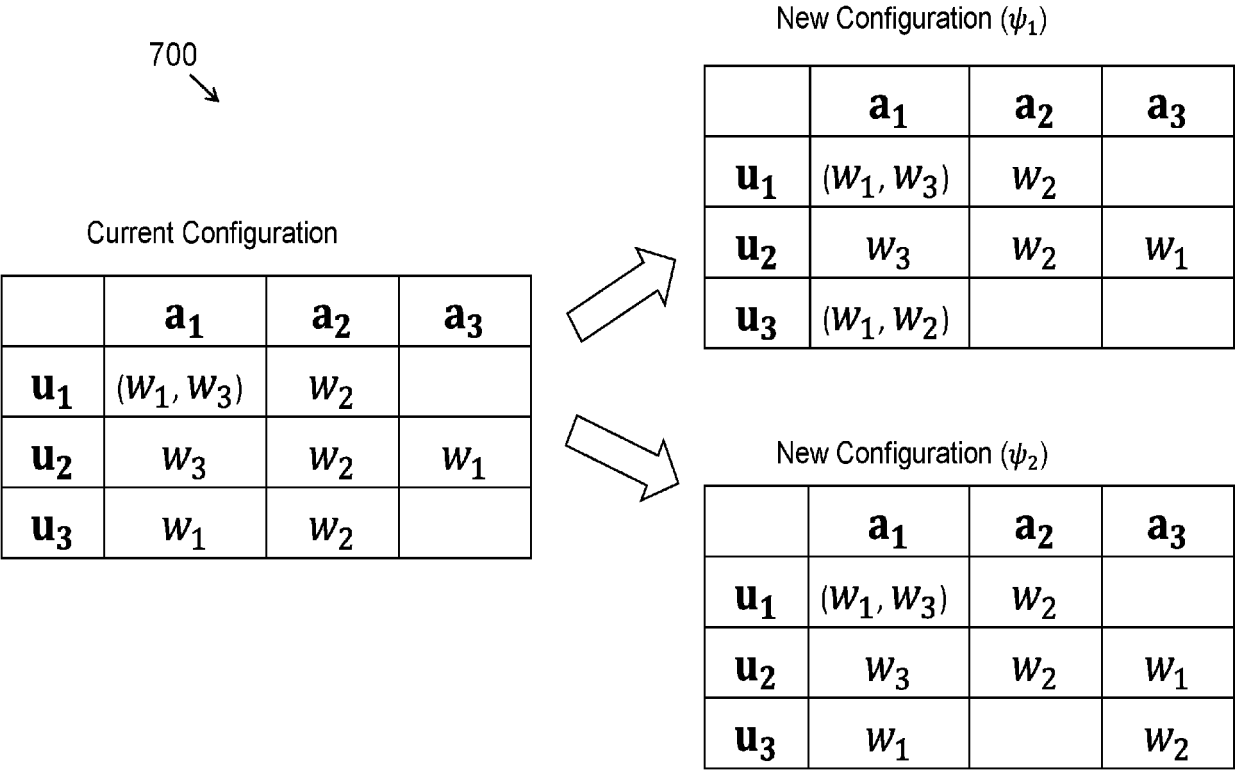 700
Current Configuration
a₁ a₂ a₃
u₁ (w₁, w₃) w₂
u₂ w₃ w₂ w₁
u₃ w₁ w₂
New Configuration (ψ₁)
a₁ a₂ a₃
u₁ (w₁, w₃) w₂
u₂ w₃ w₂ w₁
u₃ (w₁, w₂)
New Configuration (ψ₂)
a₁ a₂ a₃
u₁ (w₁, w₃) w₂
u₂ w₃ w₂ w₁
u₃ w₁ w₂